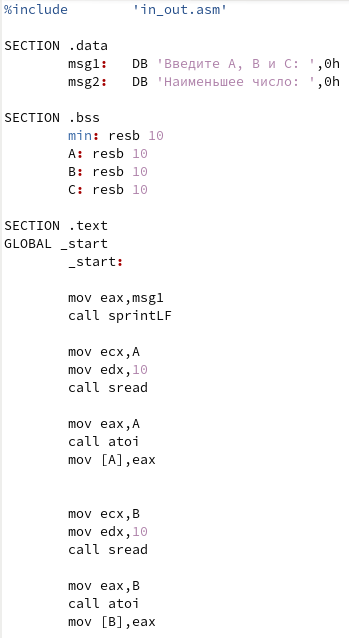 %include 'in_out.asm'
SECTION .data
msg1: DB 'Введите A, B и C: ',0h
msg2: DB 'Наименьшее число: ',0h
SECTION .bss
min: resb 10
A: resb 10
B: resb 10
C: resb 10
SECTION .text
GLOBAL _start
_start:
mov eax,msg1
call sprintLF
mov ecx,A
mov edx,10
call sread
mov eax,A
call atoi
mov [A],eax
mov ecx,B
mov edx,10
call sread
mov eax,B
call atoi
mov [B],eax